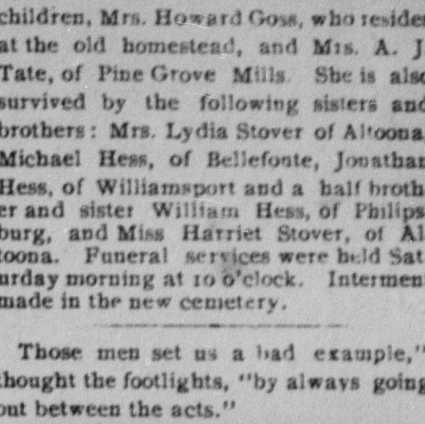 children, Mrs. Howard Goss, who reside
at the old homestead, and Mrs. A. J
Tate, of Pine Grove Mills. She is also
survived by the following sisters and
brothers: Mrs. Lydia Stover of Altoona
Michael Hess, of Bellefonte, Jonathan
Hess, of Williamsport and a half broth
er and sister William Hess, of Philips
burg, and Miss Harriet Stover, of Al
toona. Funeral services were held Sat
urday morning at 10 o'clock. Intermen
made in the new cemetery.
Those men set us a bad example,"
thought the footlights, "by always going
out between the acts."